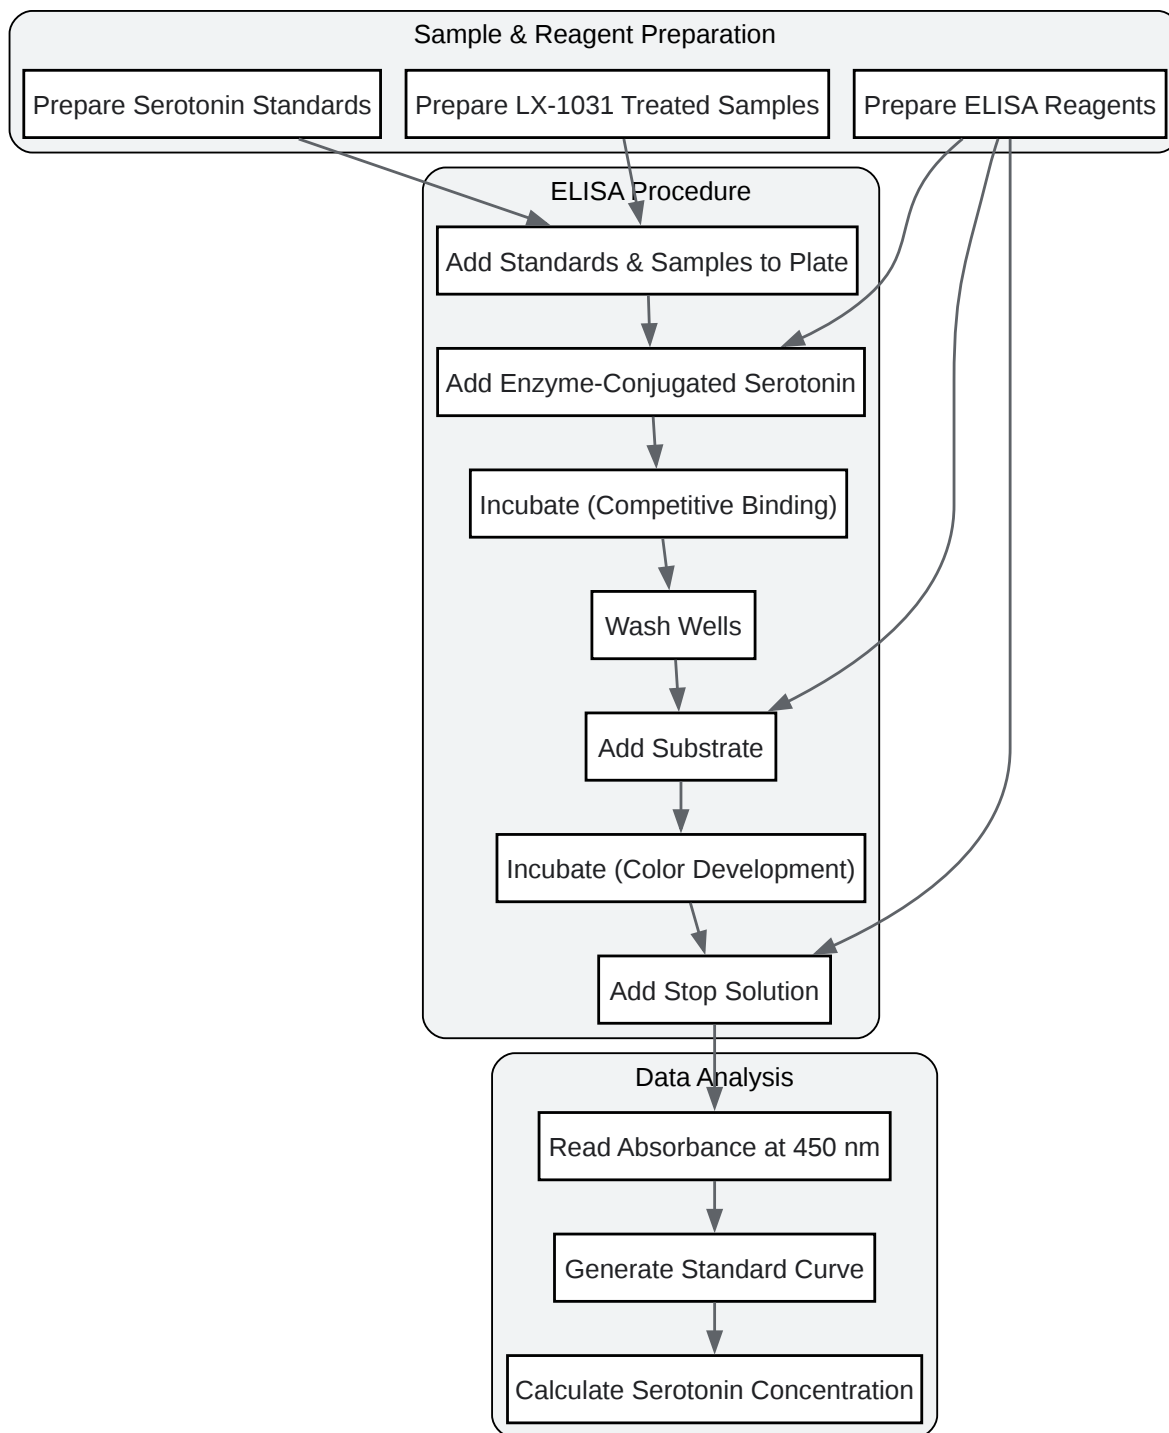 Sample & Reagent Preparation
Prepare Serotonin Standards
Prepare LX-1031 Treated Samples
Prepare ELISA Reagents
ELISA Procedure
Add Standards & Samples to Plate
Add Enzyme-Conjugated Serotonin
Incubate (Competitive Binding)
Wash Wells
Add Substrate
Incubate (Color Development)
Add Stop Solution
Data Analysis
Read Absorbance at 450 nm
Generate Standard Curve
Calculate Serotonin Concentration